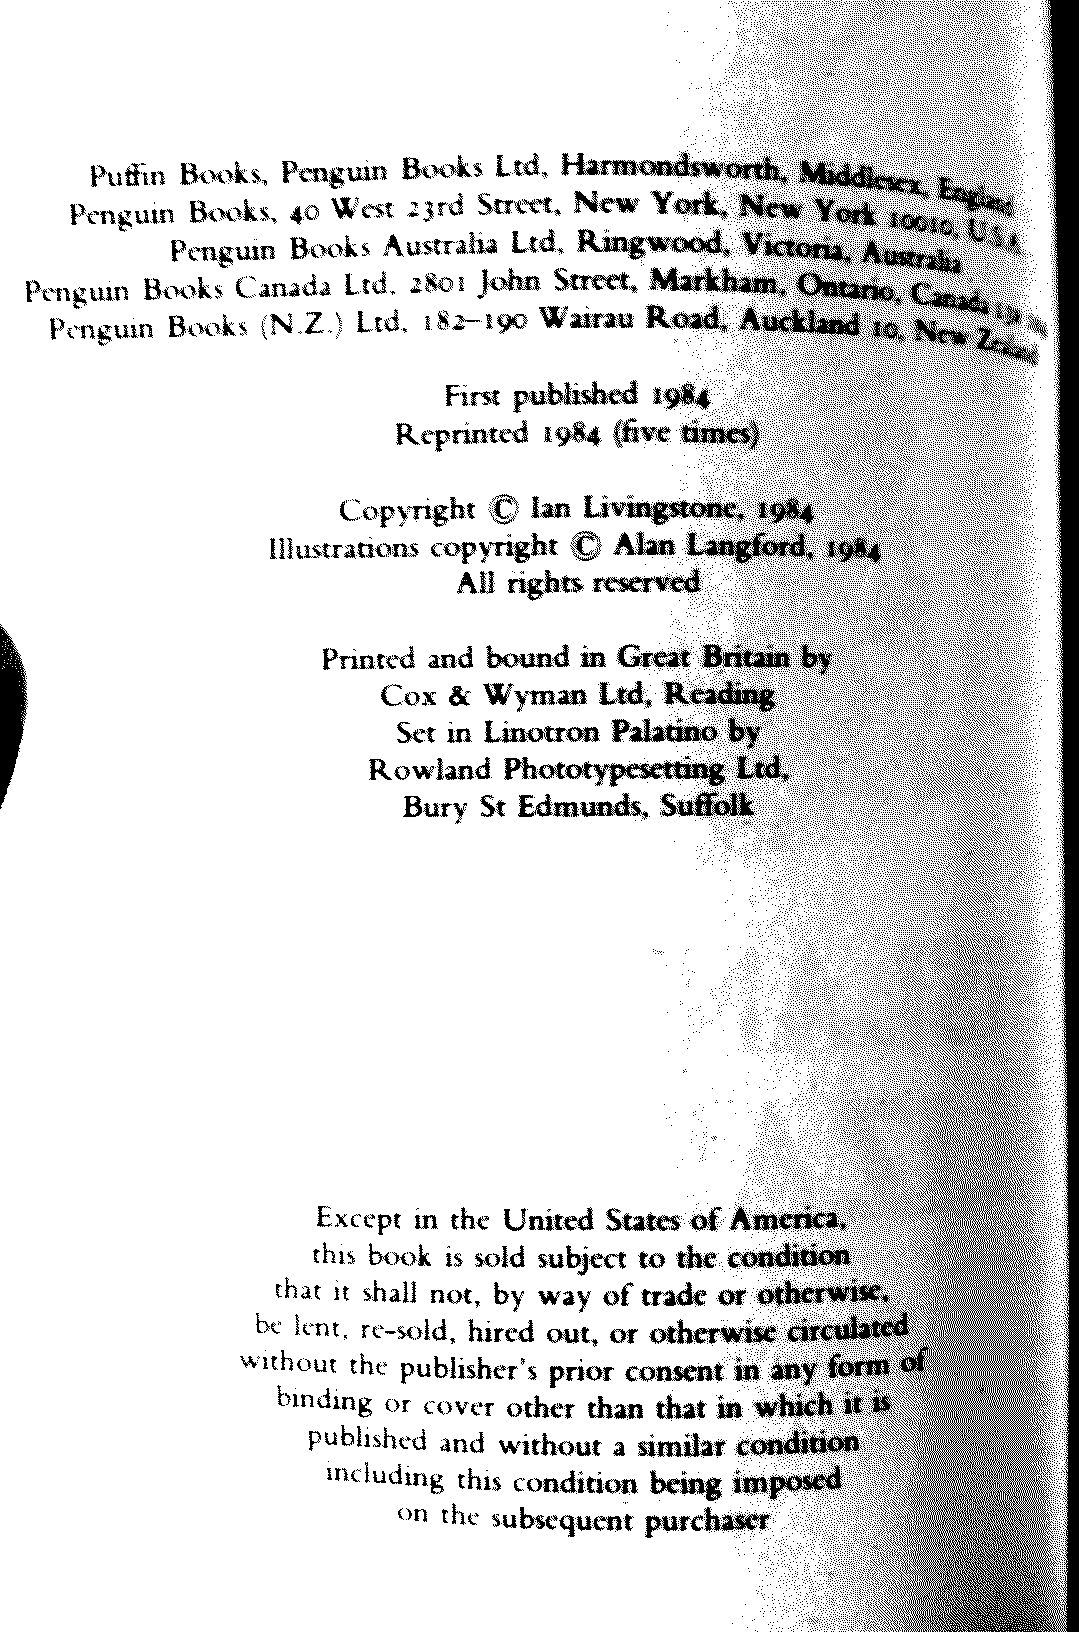 Puffin Books, Penguin Books Ltd, Harmondsworth, Middlesex, England
Penguin Books, 40 West 23rd Street, New York, New York 10010, U.S.A.
Penguin Books Australia Ltd, Ringwood, Victoria, Australia
Penguin Books Canada Ltd, 2801 John Street, Markham, Ontario, Canada
Penguin Books (N.Z.) Ltd, 182–190 Wairau Road, Auckland 10, New Zealand
First published 1984
Reprinted 1984 (five times)
Copyright © Ian Livingstone, 1984
Illustrations copyright © Alan Langford, 1984
All rights reserved
Printed and bound in Great Britain by
Cox & Wyman Ltd, Reading
Set in Linotron Palatino by
Rowland Phototypesetting Ltd,
Bury St Edmunds, Suffolk
Except in the United States of America,
this book is sold subject to the condition
that it shall not, by way of trade or otherwise,
be lent, re-sold, hired out, or otherwise circulated
without the publisher's prior consent in any form of
binding or cover other than that in which it is
published and without a similar condition
including this condition being imposed
on the subsequent purchaser